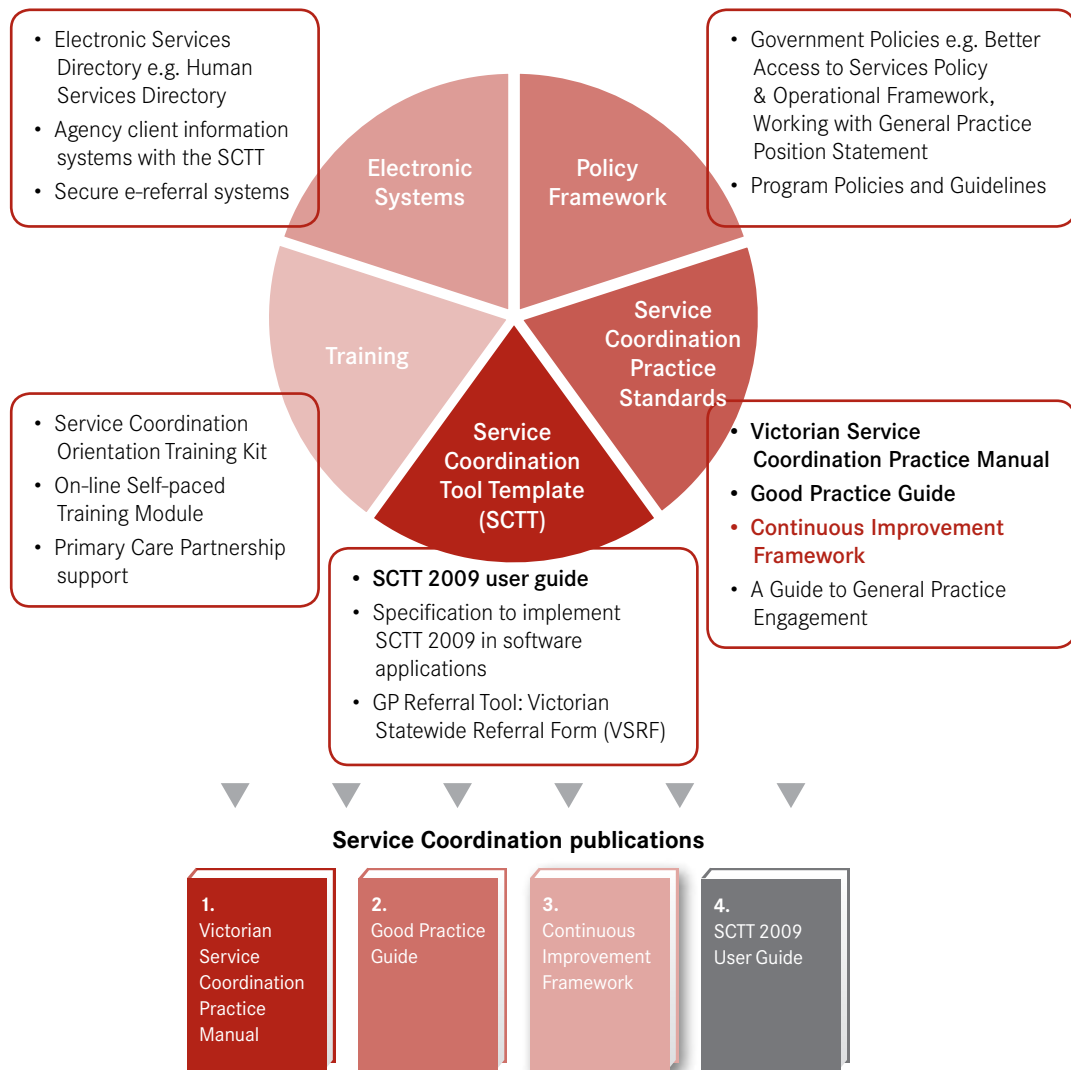 • Electronic Services
Directory e.g. Human
Services Directory
• Agency client information
systems with the SCTT
• Secure e-referral systems
• Government Policies e.g. Better
Access to Services Policy
& Operational Framework,
Working with General Practice
Position Statement
• Program Policies and Guidelines
Electronic
Systems
Policy
Framework
Training
Service
Coordination
Practice
Standards
Service
Coordination
Tool Template
(SCTT)
• Service Coordination
Orientation Training Kit
• On-line Self-paced
Training Module
• Primary Care Partnership
support
• Victorian Service
Coordination Practice Manual
• Good Practice Guide
• Continuous Improvement
Framework
• A Guide to General Practice
Engagement
• SCTT 2009 user guide
• Specification to implement
SCTT 2009 in software
applications
• GP Referral Tool: Victorian
Statewide Referral Form (VSRF)
Service Coordination publications
1.
Victorian
Service
Coordination
Practice
Manual
2.
Good Practice
Guide
3.
Continuous
Improvement
Framework
4.
SCTT 2009
User Guide